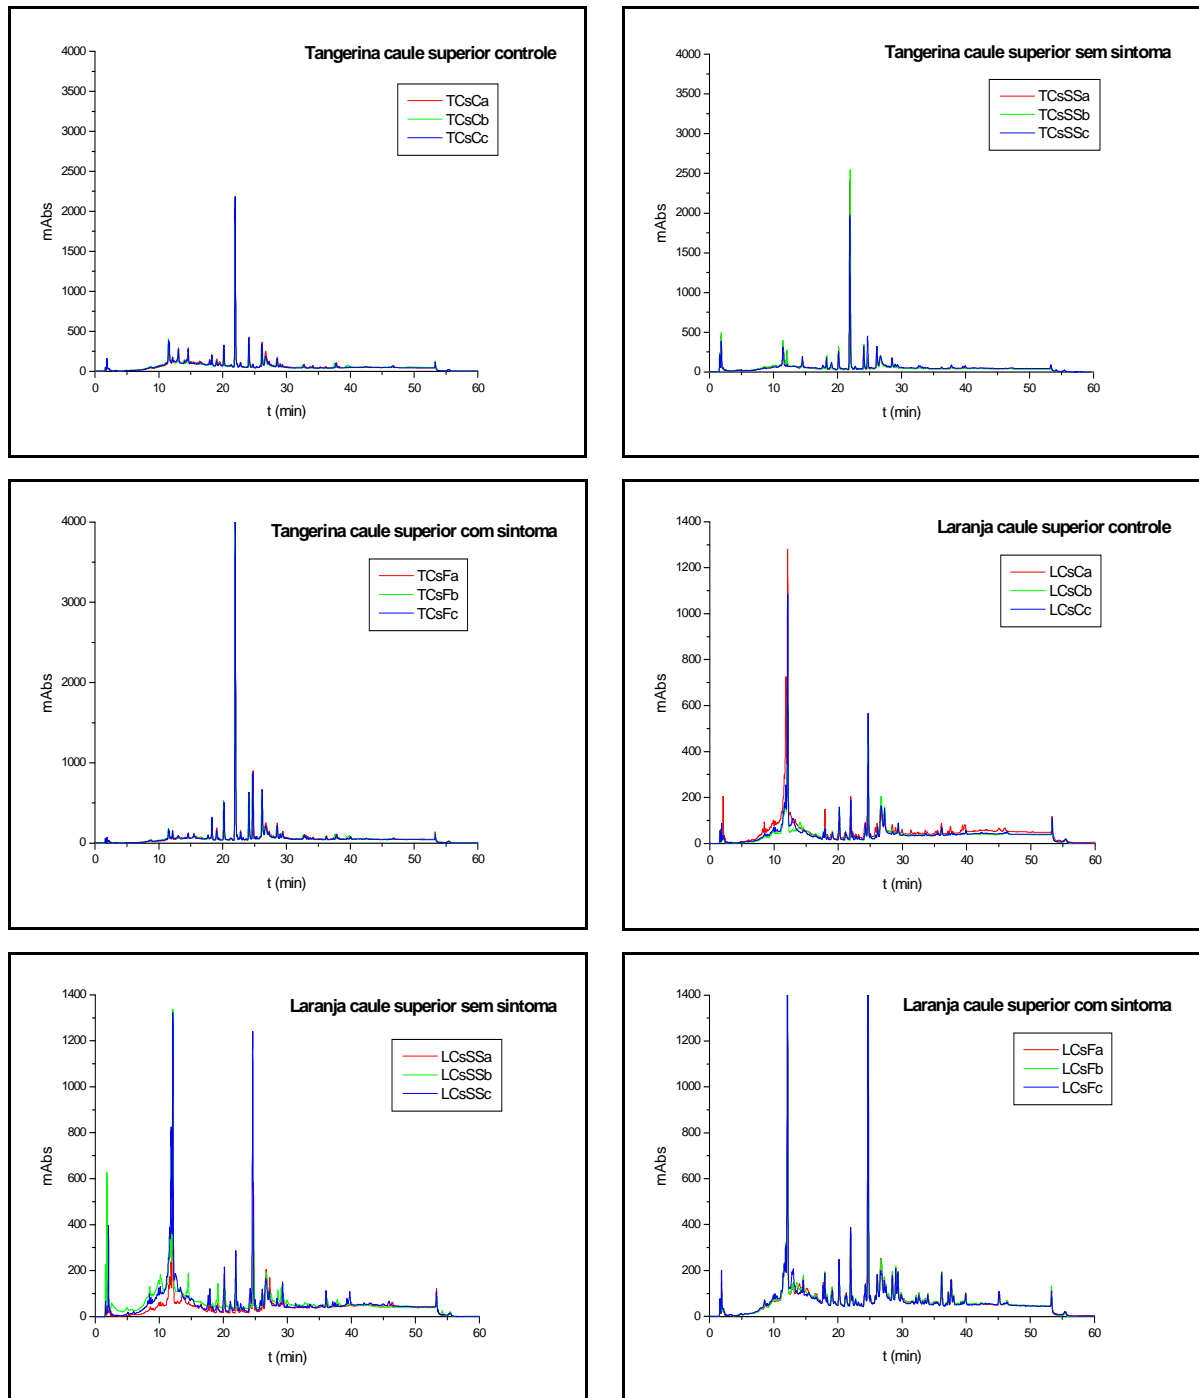 Tangerina caule superior controle
TCsCa
TCsCb
TCsCc
4000
3500
3000
2500
2000
1500
1000
500
0
mAbs
0 10 20 30 40 50 60
t (min)
Tangerina caule superior sem sintoma
TCsSSa
TCsSSb
TCsSSc
4000
3500
3000
2500
2000
1500
1000
500
0
mAbs
0 10 20 30 40 50 60
t (min)
Tangerina caule superior com sintoma
TCsFa
TCsFb
TCsFc
4000
3000
2000
1000
0
mAbs
0 10 20 30 40 50 60
t (min)
Laranja caule superior controle
LCsCa
LCsCb
LCsCc
1400
1200
1000
800
600
400
200
0
mAbs
0 10 20 30 40 50 60
t (min)
Laranja caule superior sem sintoma
LCsSSa
LCsSSb
LCsSSc
1400
1200
1000
800
600
400
200
0
mAbs
0 10 20 30 40 50 60
t (min)
Laranja caule superior com sintoma
LCsFa
LCsFb
LCsFc
1400
1200
1000
800
600
400
200
0
mAbs
0 10 20 30 40 50 60
t (min)